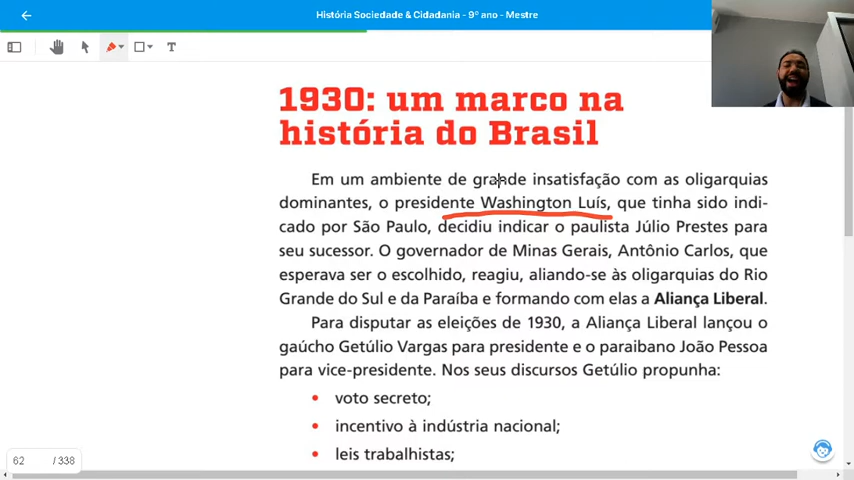 História Sociedade & Cidadania - 9º ano - Mestre
T
1930: um marco na
história do Brasil
Em um ambiente de grande insatisfação com as oligarquias
dominantes, o presidente Washington Luís, que tinha sido indi-
cado por São Paulo, decidiu indicar o paulista Júlio Prestes para
seu sucessor. O governador de Minas Gerais, Antônio Carlos, que
esperava ser o escolhido, reagiu, aliando-se às oligarquias do Rio
Grande do Sul e da Paraíba e formando com elas a Aliança Liberal.
Para disputar as eleições de 1930, a Aliança Liberal lançou o
gaúcho Getúlio Vargas para presidente e o paraibano João Pessoa
para vice-presidente. Nos seus discursos Getúlio propunha:
• voto secreto;
• incentivo à indústria nacional;
• leis trabalhistas;
62 / 338